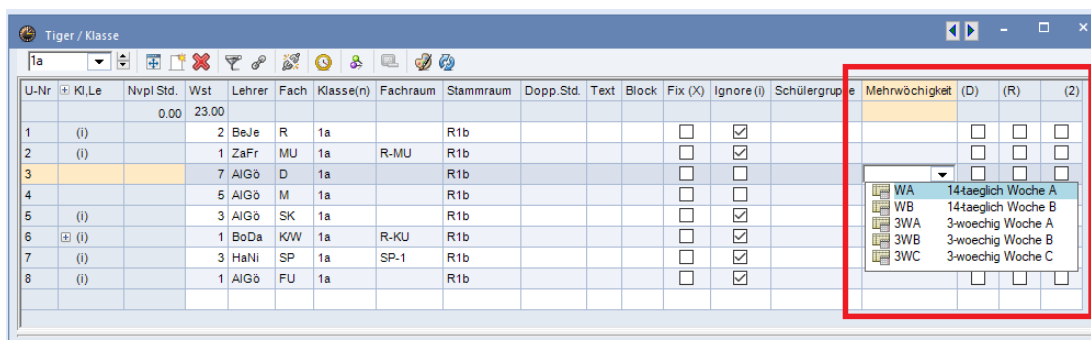 Tiger / Klasse
1a
U-Nr Kl,Le Nvpl Std. Wst Lehrer Fach Klasse(n) Fachraum Stammraum Dopp.Std. Text Block Fix (X) Ignore (i) Schülergruppe Mehrwöchigkeit (D) (R) (2)
0.00 23.00
1 (i) 2 BeJe R 1a R1b
2 (i) 1 ZaFr MU 1a R-MU R1b
3 7 AlGö D 1a R1b
4 5 AlGö M 1a R1b
WA 14-taeglich Woche A
WB 14-taeglich Woche B
5 (i) 3 AlGö SK 1a R1b
3WA 3-woechig Woche A
6 (i) 1 BoDa K/W 1a R-KU R1b
3WB 3-woechig Woche B
7 (i) 3 HaNi SP 1a SP-1 R1b
3WC 3-woechig Woche C
8 (i) 1 AlGö FU 1a R1b